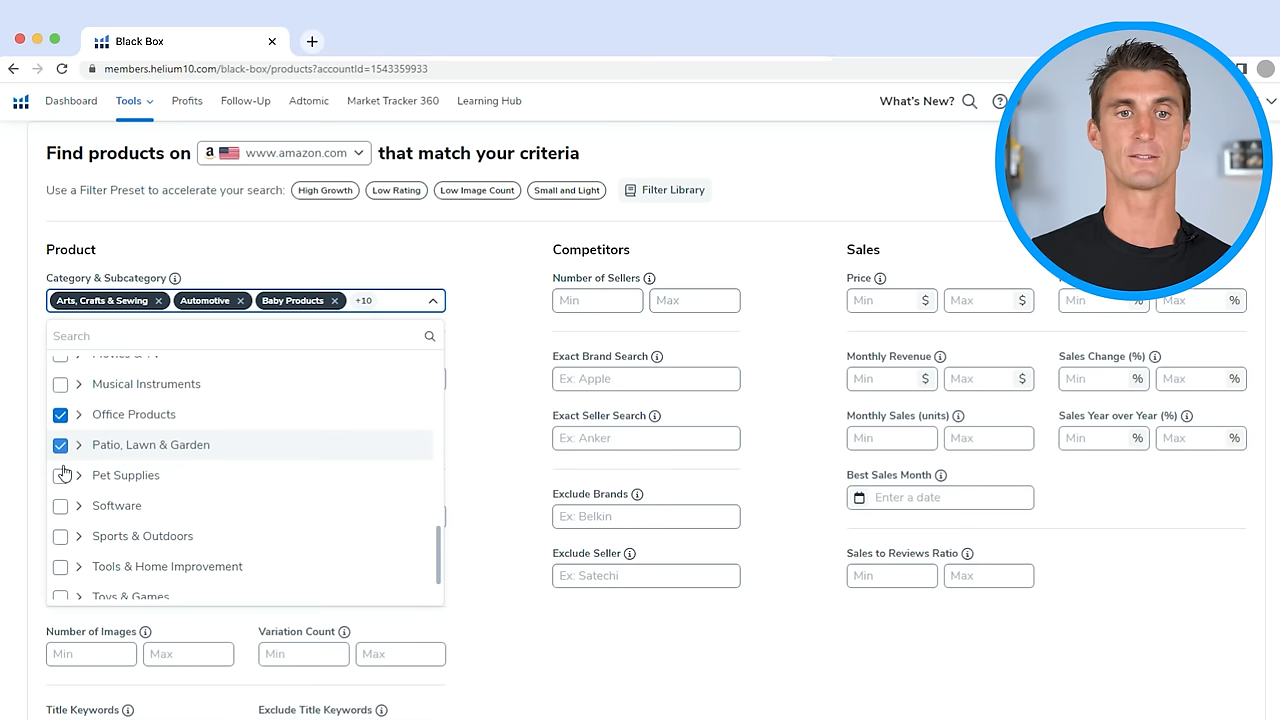 Black Box
members.helium10.com/black-box/products?accountId=1543359933
Dashboard Tools Profits Follow-Up Adtomic Market Tracker 360 Learning Hub What's New?
Find products on a www.amazon.com that match your criteria
Use a Filter Preset to accelerate your search: High Growth Low Rating Low Image Count Small and Light Filter Library
Product Competitors Sales
Category & Subcategory Number of Sellers Price
Arts, Crafts & Sewing Automotive Baby Products +10 Min Max Min $ Max $ % Max %
Search
Exact Brand Search Monthly Revenue Sales Change (%)
Musical Instruments Ex: Apple Min $ Max $ Min % Max %
Office Products Exact Seller Search Monthly Sales (units) Sales Year over Year (%)
Patio, Lawn & Garden Ex: Anker Min Max Min % Max %
Pet Supplies Best Sales Month
Software Exclude Brands Enter a date
Sports & Outdoors Ex: Belkin
Tools & Home Improvement Exclude Seller Sales to Reviews Ratio
Toys & Games Ex: Satechi Min Max
Number of Images Variation Count
Min Max Min Max
Title Keywords Exclude Title Keywords